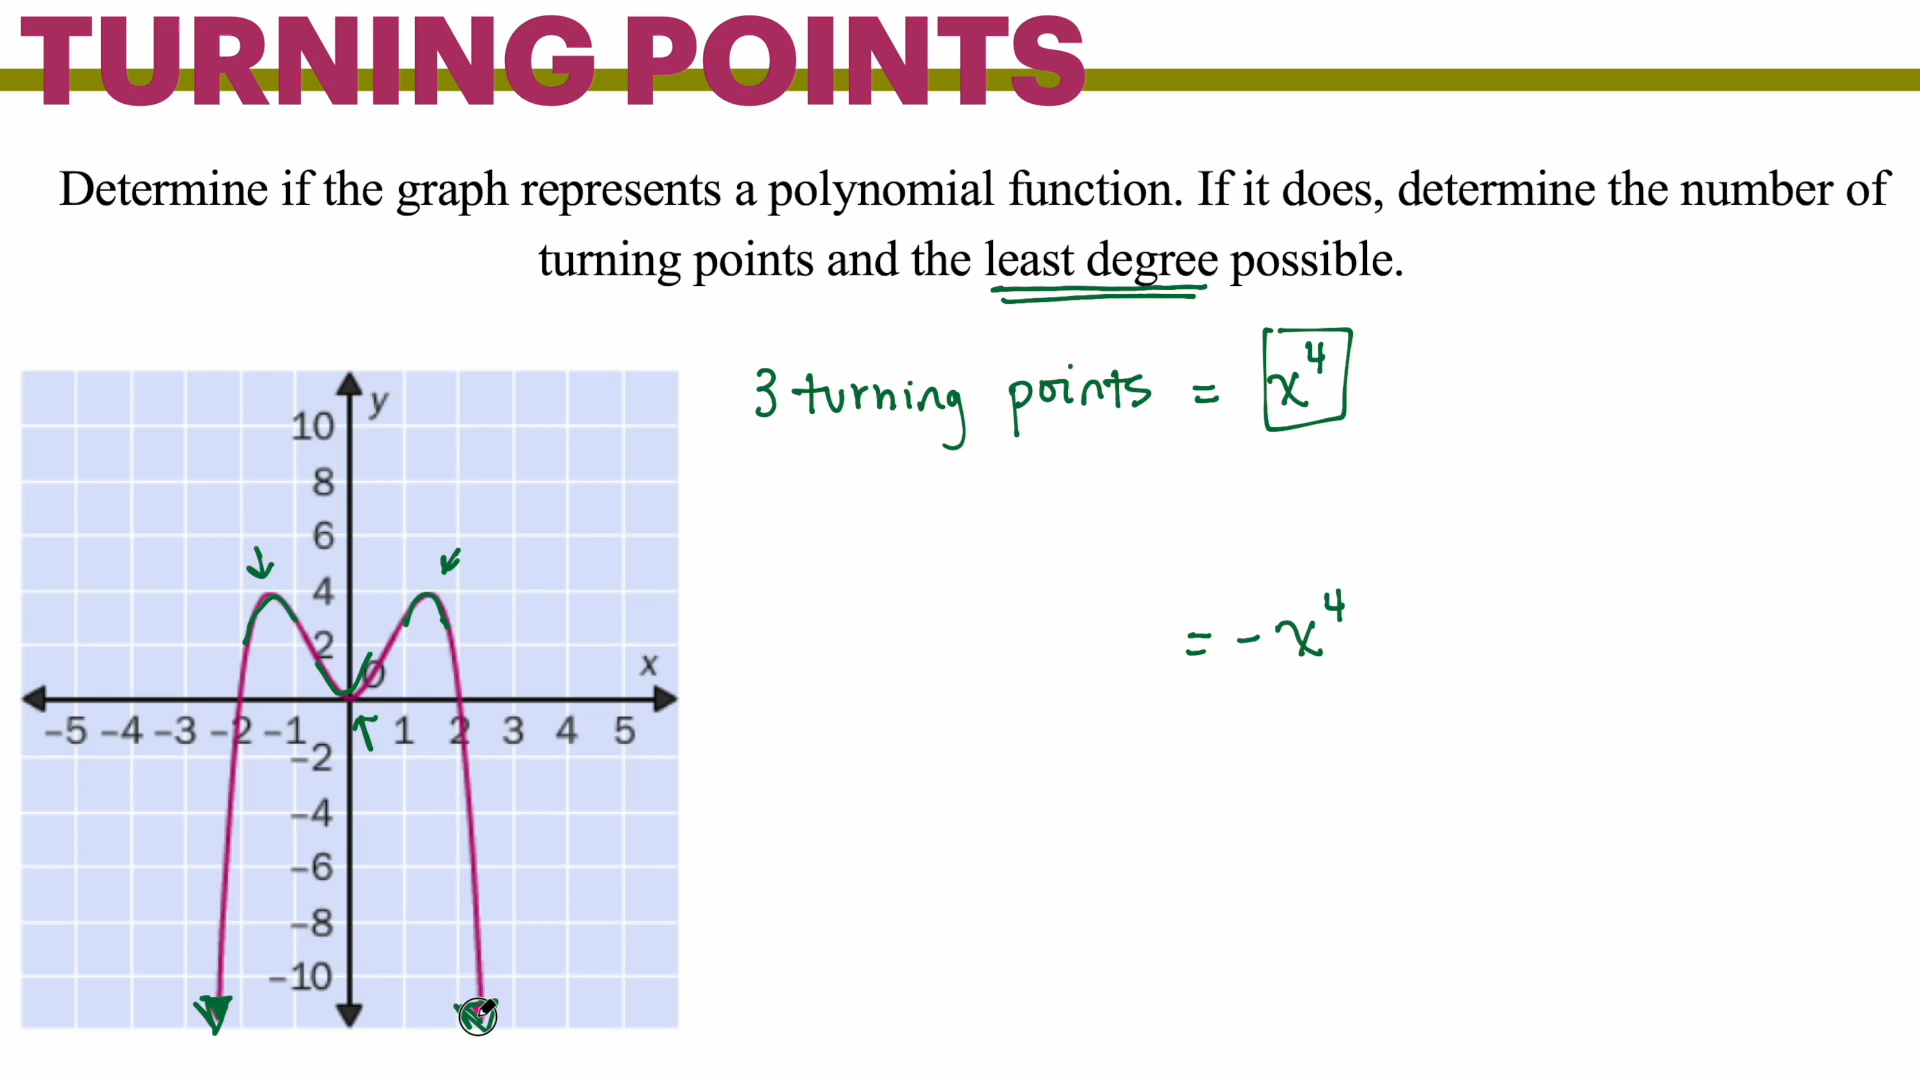 TURNING POINTS
Determine if the graph represents a polynomial function. If it does, determine the number of
turning points and the least degree possible.
3 turning points = x⁴
y
10
8
6
4
2
0
x
-5 -4 -3 -2 -1 1 2 3 4 5
-2
-4
-6
-8
-10
= - x⁴